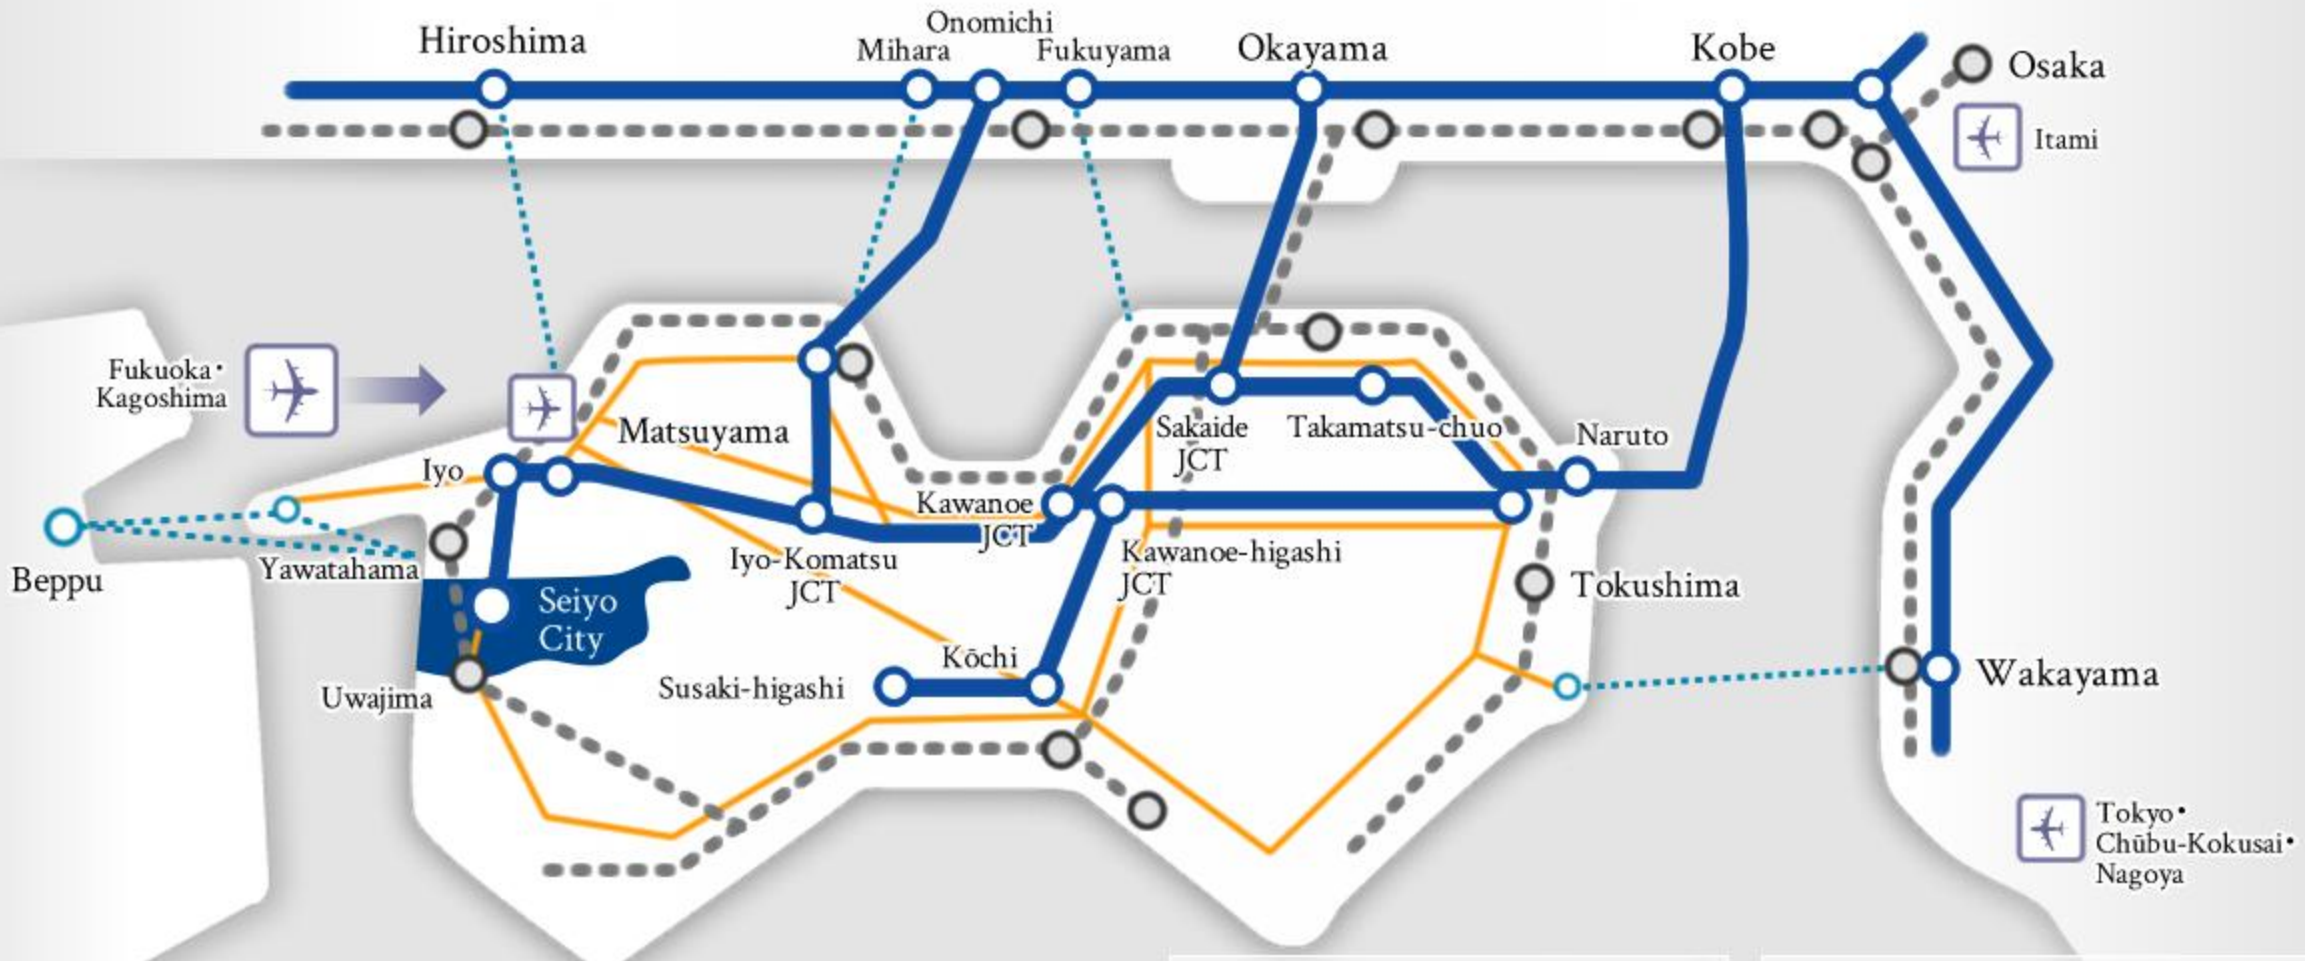 Hiroshima
Onomichi
Mihara
Fukuyama
Okayama
Kobe
Osaka
Itami
Fukuoka・
Kagoshima
Matsuyama
Iyo
Sakaide
JCT
Takamatsu-chuo
Naruto
Kawanoe
JCT
Beppu
Yawatahama
Iyo-Komatsu
JCT
Kawanoe-higashi
JCT
Tokushima
Seiyo
City
Kōchi
Susaki-higashi
Uwajima
Wakayama
Tokyo・
Chūbu-Kokusai・
Nagoya